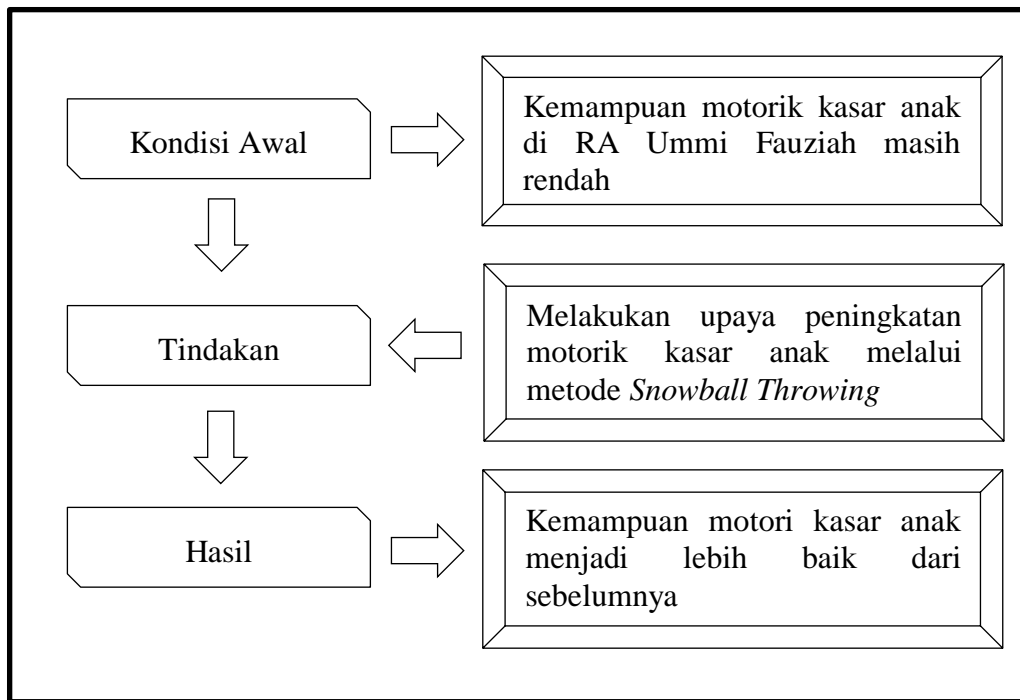 Kondisi Awal
Kemampuan motorik kasar anak
di RA Ummi Fauziah masih
rendah
Tindakan
Melakukan upaya peningkatan
motorik kasar anak melalui
metode Snowball Throwing
Hasil
Kemampuan motori kasar anak
menjadi lebih baik dari
sebelumnya